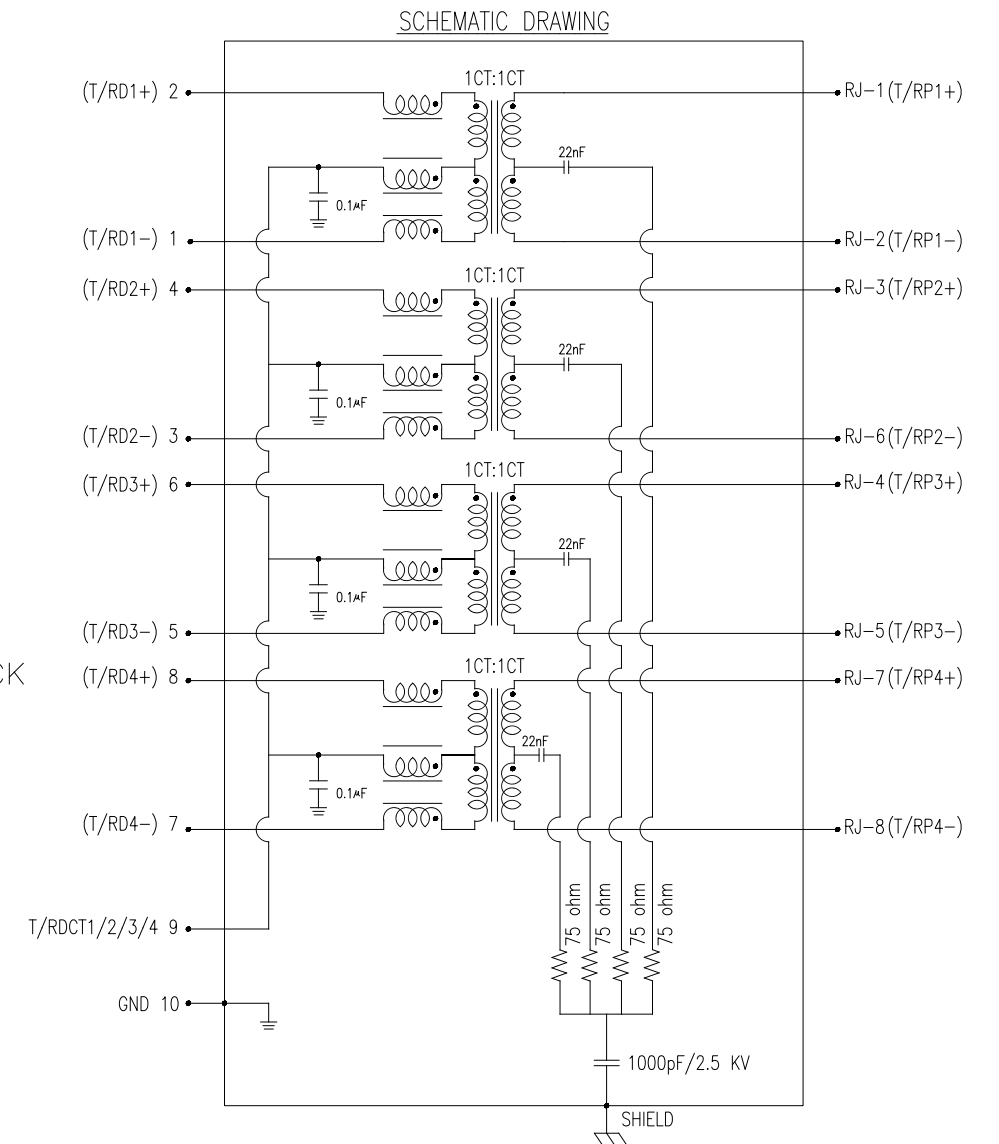 SCHEMATIC DRAWING
1CT:1CT
(T/RD1+) 2
RJ-1(T/RP1+)
22nF
0.1µF
(T/RD1-) 1
RJ-2(T/RP1-)
1CT:1CT
(T/RD2+) 4
RJ-3(T/RP2+)
22nF
0.1µF
(T/RD2-) 3
RJ-6(T/RP2-)
1CT:1CT
(T/RD3+) 6
RJ-4(T/RP3+)
22nF
0.1µF
(T/RD3-) 5
RJ-5(T/RP3-)
1CT:1CT
CK
(T/RD4+) 8
RJ-7(T/RP4+)
22nF
0.1µF
(T/RD4-) 7
RJ-8(T/RP4-)
75 ohm
75 ohm
75 ohm
75 ohm
T/RDCT1/2/3/4 9
GND 10
1000pF/2.5 KV
SHIELD